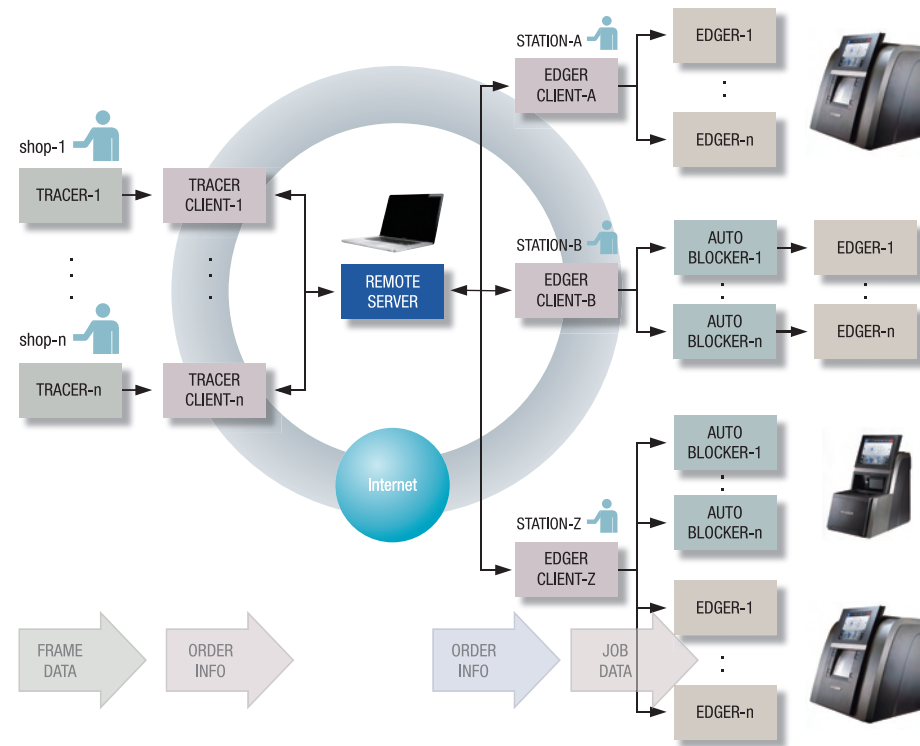 STATION-A
EDGER
CLIENT-A
EDGER-1
EDGER-n
shop-1
TRACER-1
TRACER
CLIENT-1
shop-n
TRACER-n
TRACER
CLIENT-n
REMOTE
SERVER
STATION-B
EDGER
CLIENT-B
AUTO
BLOCKER-1
EDGER-1
AUTO
BLOCKER-n
EDGER-n
Internet
STATION-Z
EDGER
CLIENT-Z
AUTO
BLOCKER-1
AUTO
BLOCKER-n
EDGER-1
EDGER-n
FRAME
DATA
ORDER
INFO
ORDER
INFO
JOB
DATA